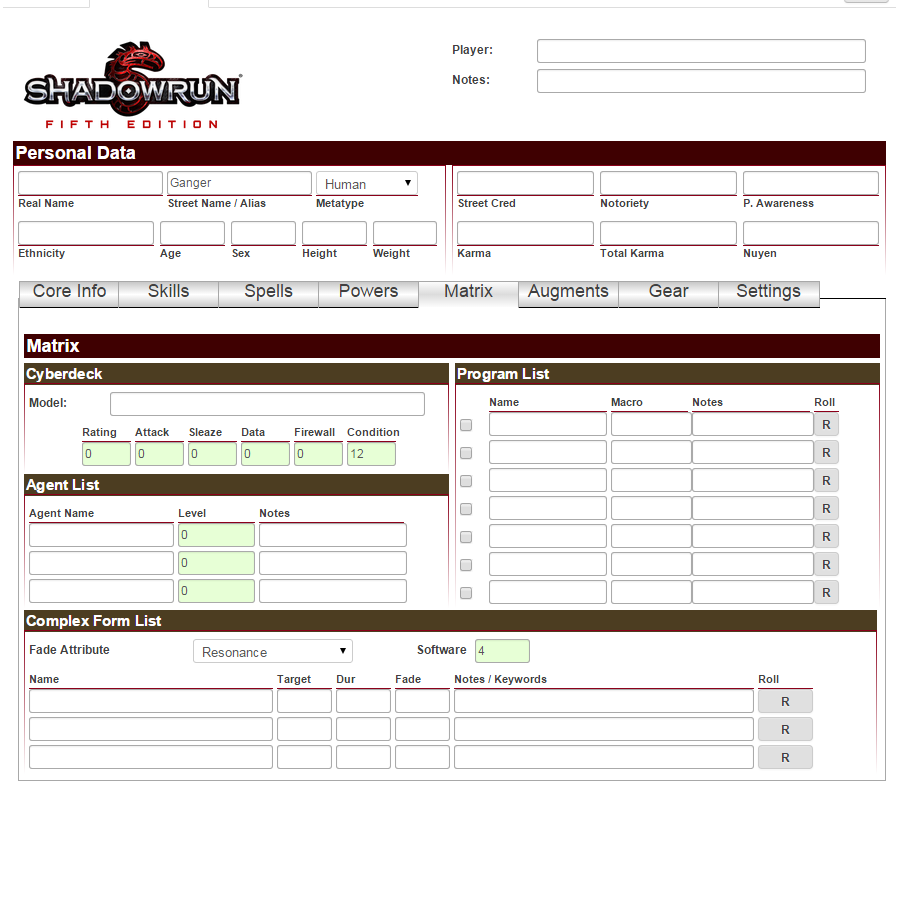 Player:
SHADOWRUN
FIFTH EDITION
Notes:
Personal Data
Ganger Human
Real Name Street Name / Alias Metatype Street Cred Notoriety P. Awareness
Ethnicity Age Sex Height Weight Karma Total Karma Nuyen
Core Info Skills Spells Powers Matrix Augments Gear Settings
Matrix
Cyberdeck Program List
Model:
Name Macro Notes Roll
R
Rating Attack Sleaze Data Firewall Condition
0 0 0 0 0 12 R
R
Agent List
R
Agent Name Level Notes
0 R
0 R
0 R
Complex Form List
Fade Attribute Resonance Software 4
Name Target Dur Fade Notes / Keywords Roll
R
R
R